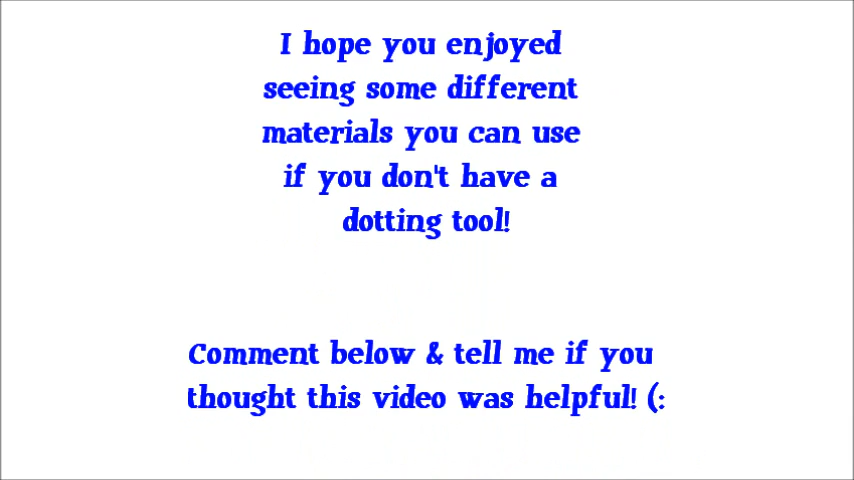 I hope you enjoyed
seeing some different
materials you can use
if you don't have a
dotting tool!
Comment below & tell me if you
thought this video was helpful! (: